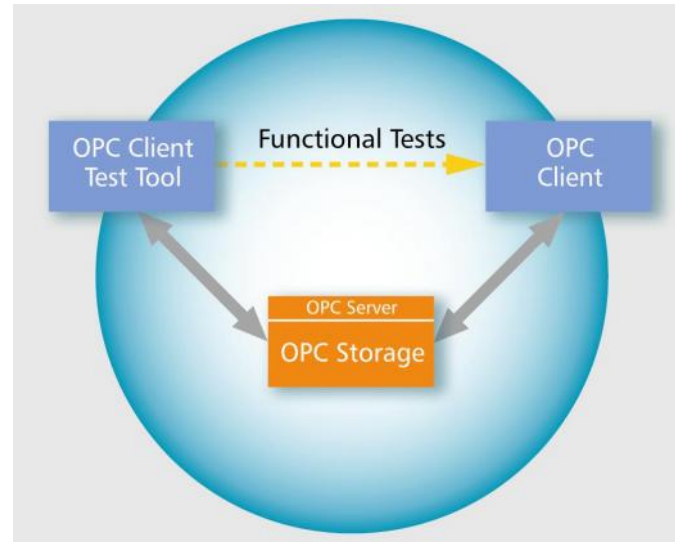 Functional Tests
OPC Client
Test Tool
OPC
Client
OPC Server
OPC Storage